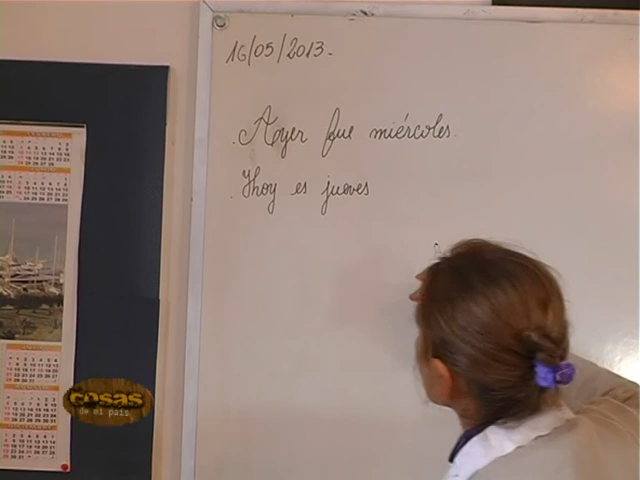 16/05/2013.
. Ayer fue miércoles.
. Hoy es jueves
cosas
de el país